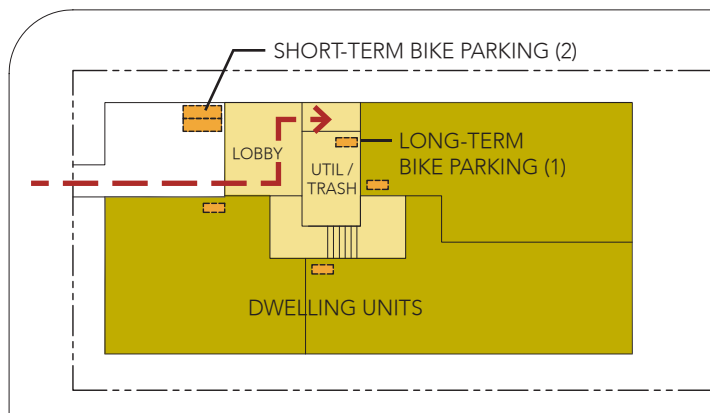 SHORT-TERM BIKE PARKING (2)
LONG-TERM
BIKE PARKING (1)
LOBBY
UTIL /
TRASH
DWELLING UNITS